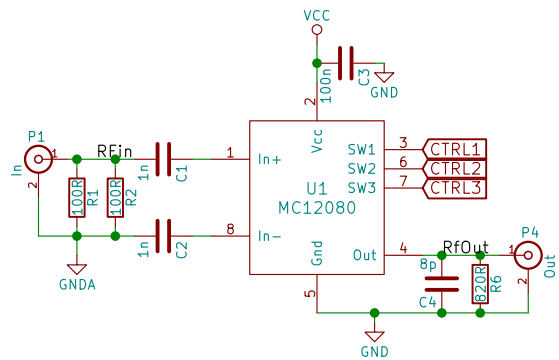 VCC
100n
C3
GND
2
Vcc
P1
In
1
2
RFin
100R
R1
100R
R2
1n
C1
1
In+
1n
C2
8
In-
GNDA
U1
MC12080
SW1
3
CTRL1
SW2
6
CTRL2
SW3
7
CTRL3
Gnd
5
Out
4
RfOut
8p
C4
820R
R6
P4
Out
1
2
GND